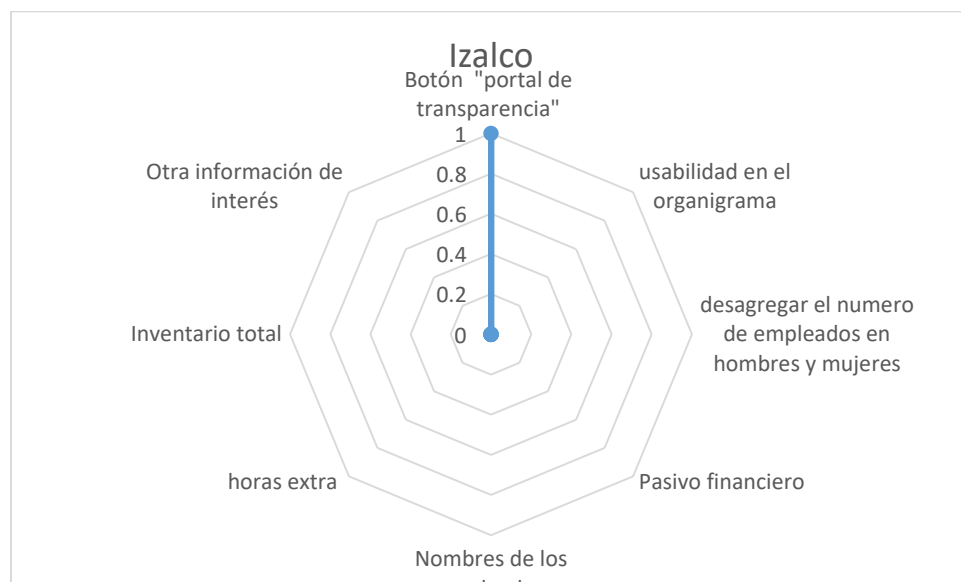 Izalco
Botón "portal de
transparencia"
1
0.8
0.6
0.4
0.2
0
usabilidad en el
organigrama
desagregar el numero
de empleados en
hombres y mujeres
Pasivo financiero
Nombres de los
horas extra
Inventario total
Otra información de
interés